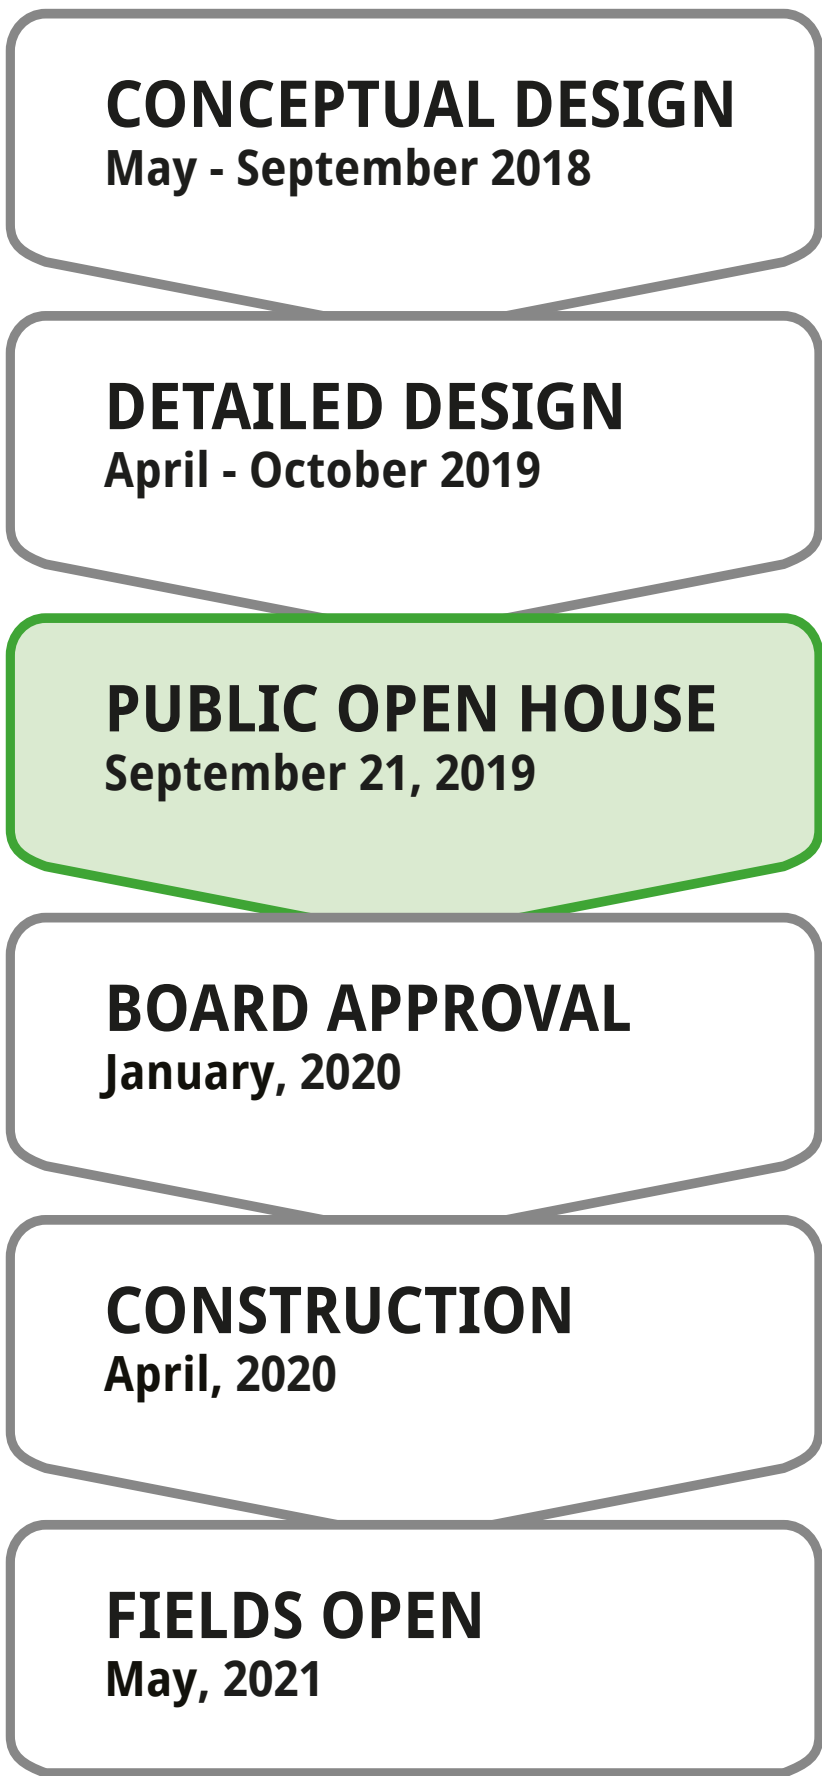 CONCEPTUAL DESIGN
May - September 2018
DETAILED DESIGN
April - October 2019
PUBLIC OPEN HOUSE
September 21, 2019
BOARD APPROVAL
January, 2020
CONSTRUCTION
April, 2020
FIELDS OPEN
May, 2021